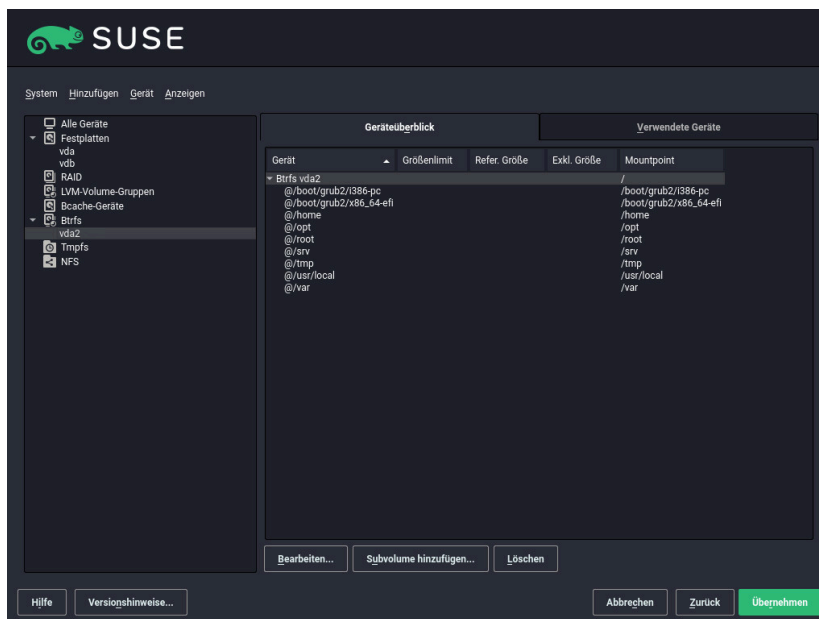 SUSE
System Hinzufügen Gerät Anzeigen
Alle Geräte
Festplatten
vda
vdb
RAID
LVM-Volume-Gruppen
Bcache-Geräte
Btrfs
vda2
Tmpfs
NFS
Geräteüberblick Verwendete Geräte
Gerät Größenlimit Refer. Größe Exkl. Größe Mountpoint
Btrfs vda2 /
@/boot/grub2/i386-pc /boot/grub2/i386-pc
@/boot/grub2/x86_64-efi /boot/grub2/x86_64-efi
@/home /home
@/opt /opt
@/root /root
@/srv /srv
@/tmp /tmp
@/usr/local /usr/local
@/var /var
Bearbeiten... Subvolume hinzufügen... Löschen
Hilfe Versionshinweise... Abbrechen Zurück Übernehmen